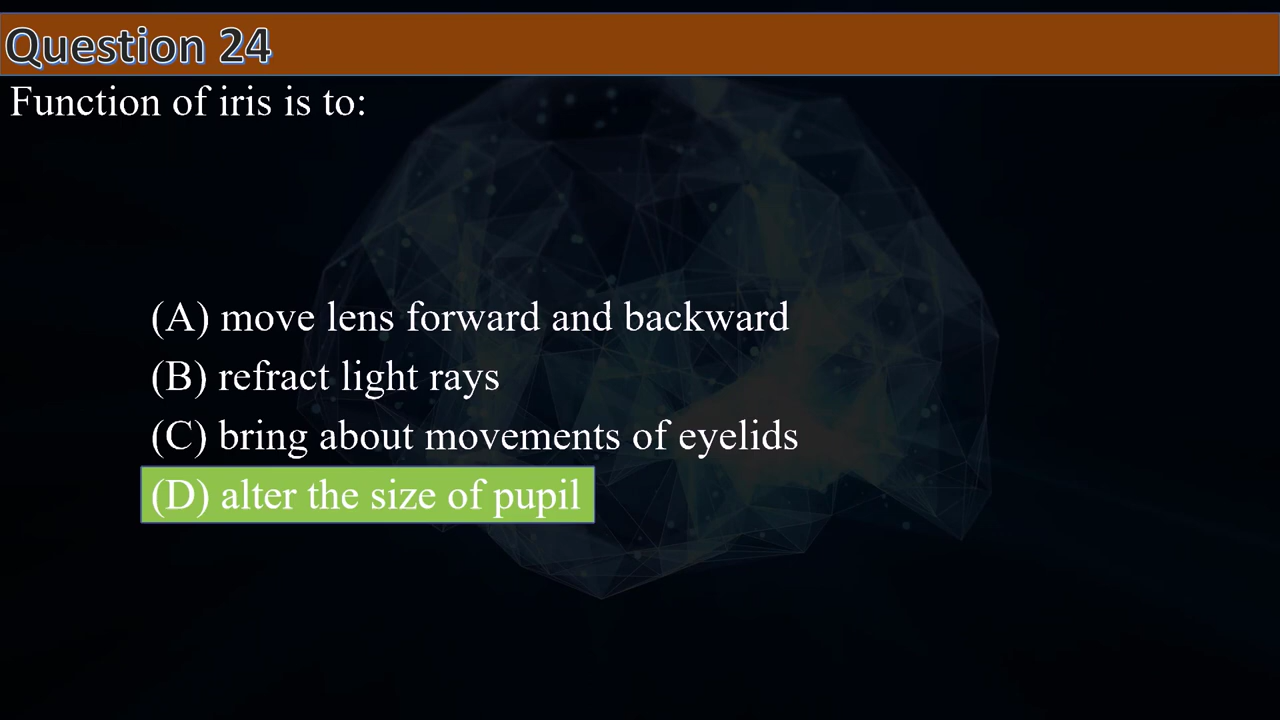 Question 24
Function of iris is to:
(A) move lens forward and backward
(B) refract light rays
(C) bring about movements of eyelids
(D) alter the size of pupil